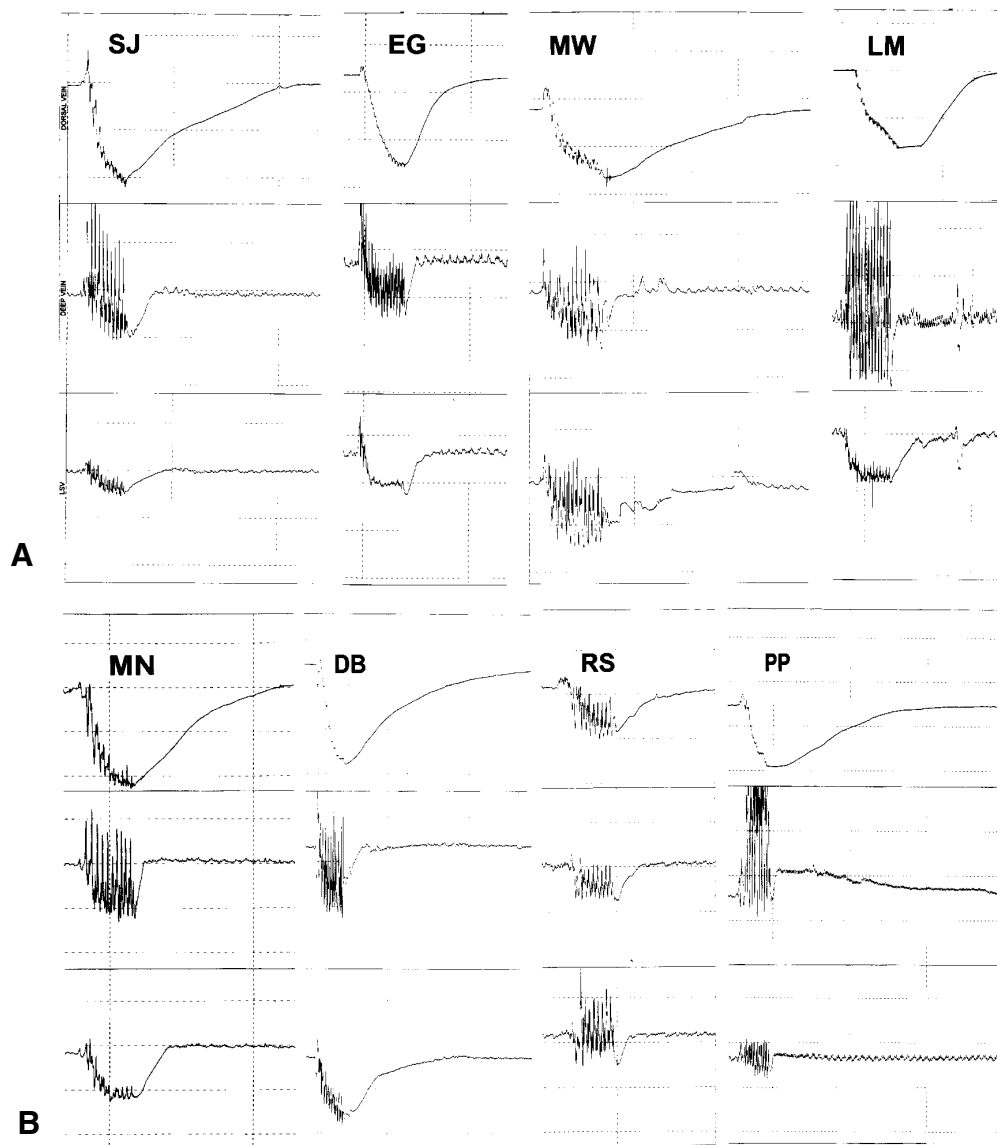 SJ EG MW LM
DORSAL VEIN
DEEP VEIN
LSV
A
MN DB RS PP
B